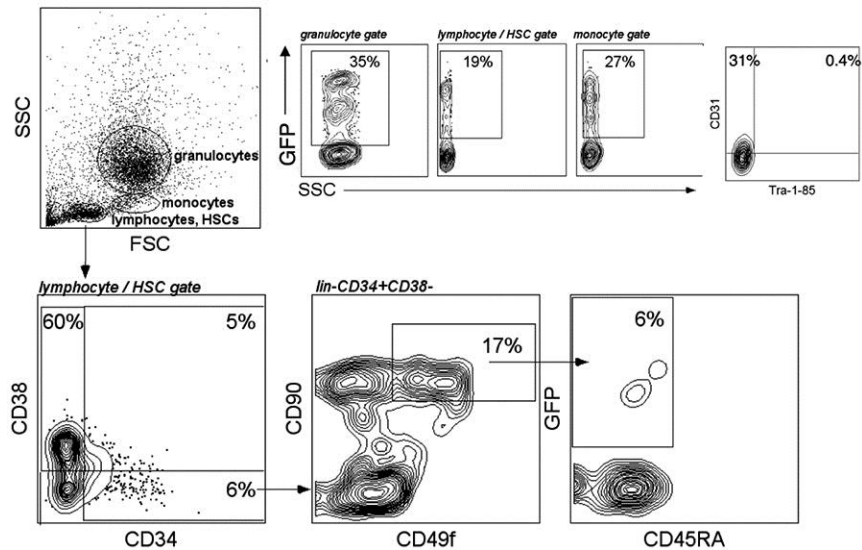 SSC
granulocytes
monocytes
lymphocytes, HSCs
FSC
granulocyte gate
35%
GFP
lymphocyte / HSC gate
19%
monocyte gate
27%
SSC
31%
0.4%
CD31
Tra-1-85
lymphocyte / HSC gate
60%
5%
CD38
6%
CD34
lin-CD34+CD38-
17%
CD90
CD49f
6%
GFP
CD45RA